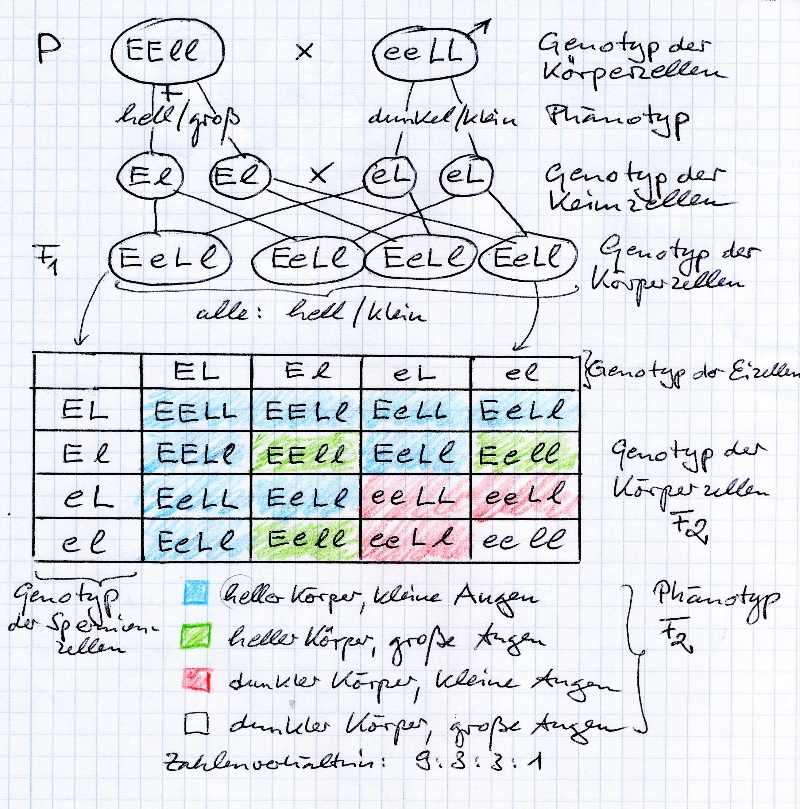 P EEll × eeLL Genotyp der
Körperzellen
hell/groß dunkel/klein Phänotyp
El El × eL eL Genotyp der
Keimzellen
F1 EeLl EeLl EeLl EeLl Genotyp der
Körperzellen
alle: hell/klein
EL El eL el Genotyp der Eizellen
EL EELL EELl EeLL EeLl
El EELl EEll EeLl Eell Genotyp der
eL EeLL EeLl eeLL eeLl Körperzellen
el EeLl Eell eeLl eell F2
Genotyp
der Spermien-
zellen
heller Körper, kleine Augen
heller Körper, große Augen
dunkler Körper, kleine Augen
dunkler Körper, große Augen
Phänotyp
F2
Zahlenverhältnis: 9:3:3:1